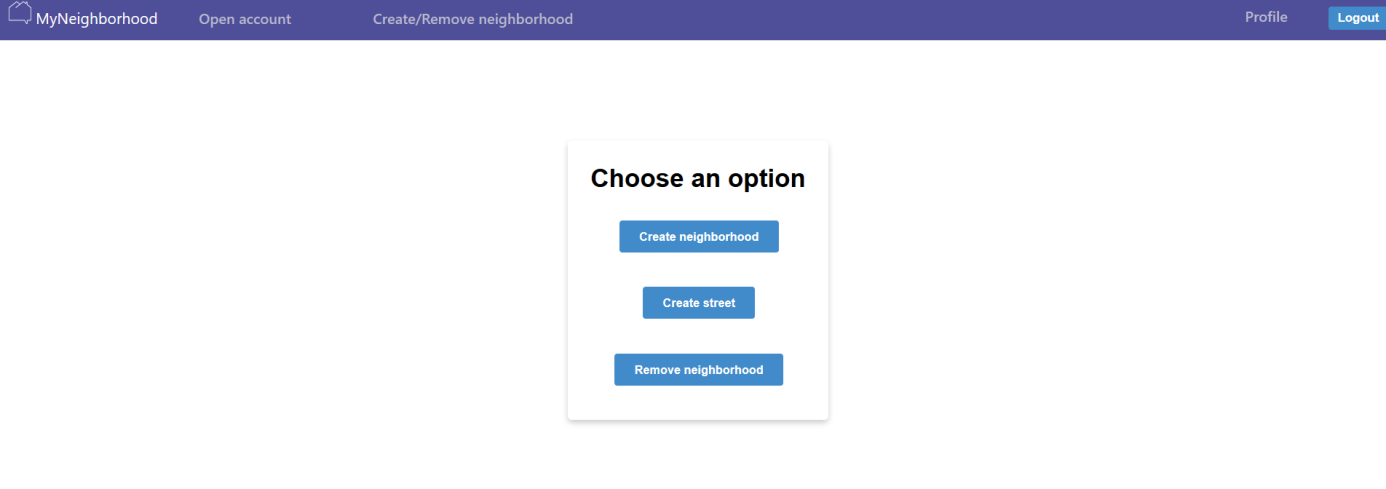 MyNeighborhood Open account Create/Remove neighborhood Profile Logout
Choose an option
Create neighborhood
Create street
Remove neighborhood